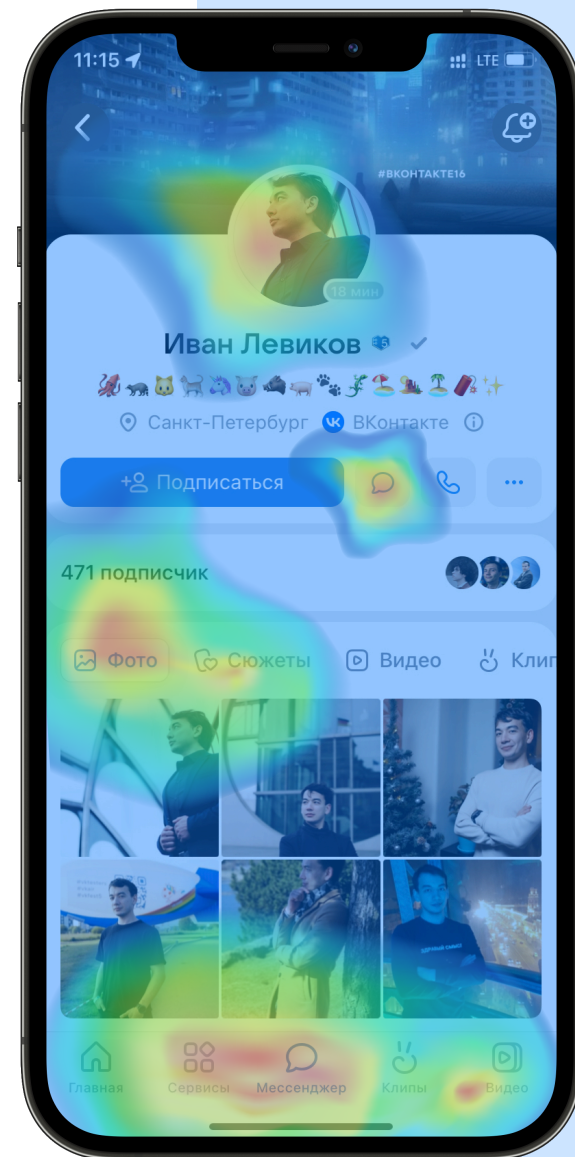 11:15 LTE
#ВКОНТАКТЕ16
18 мин
Иван Левиков
Санкт-Петербург ВКонтакте
Подписаться
471 подписчик
Фото Сюжеты Видео Клип
Главная Сервисы Мессенджер Клипы Видео